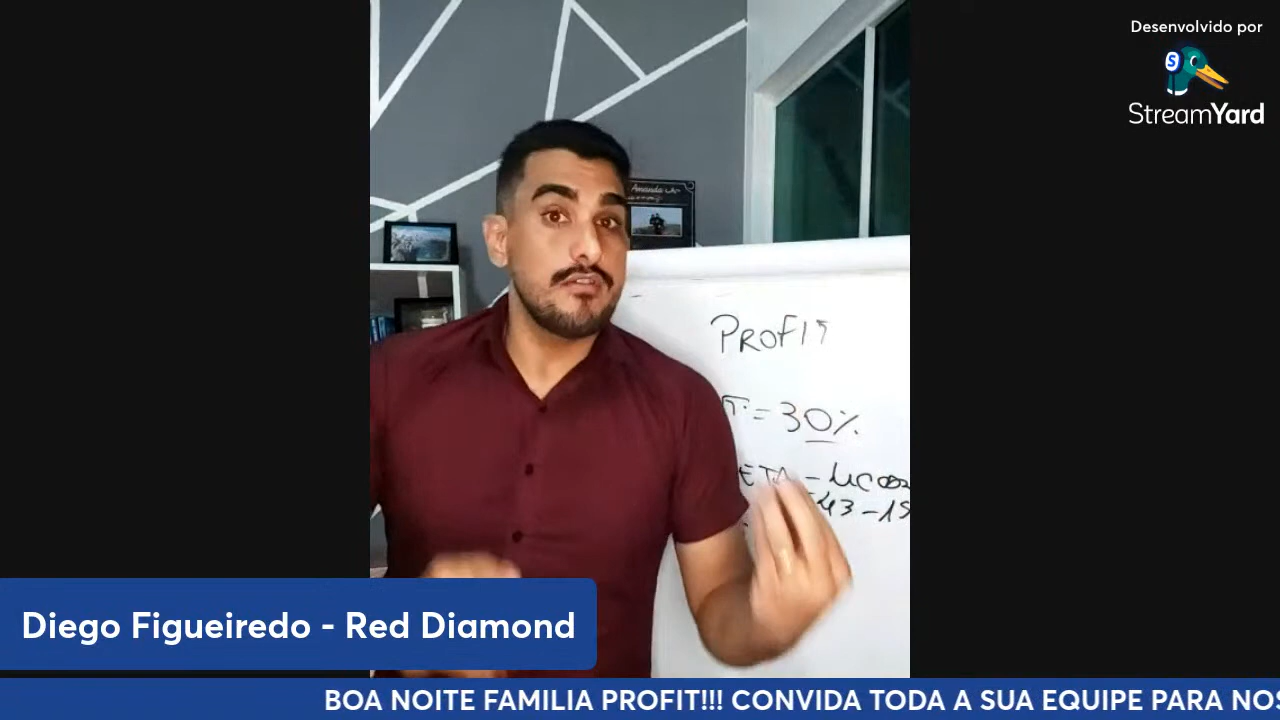 Desenvolvido por
StreamYard
Amanda
PROFIT
= 30%
Diego Figueiredo - Red Diamond
BOA NOITE FAMILIA PROFIT!!! CONVIDA TODA A SUA EQUIPE PARA NOS